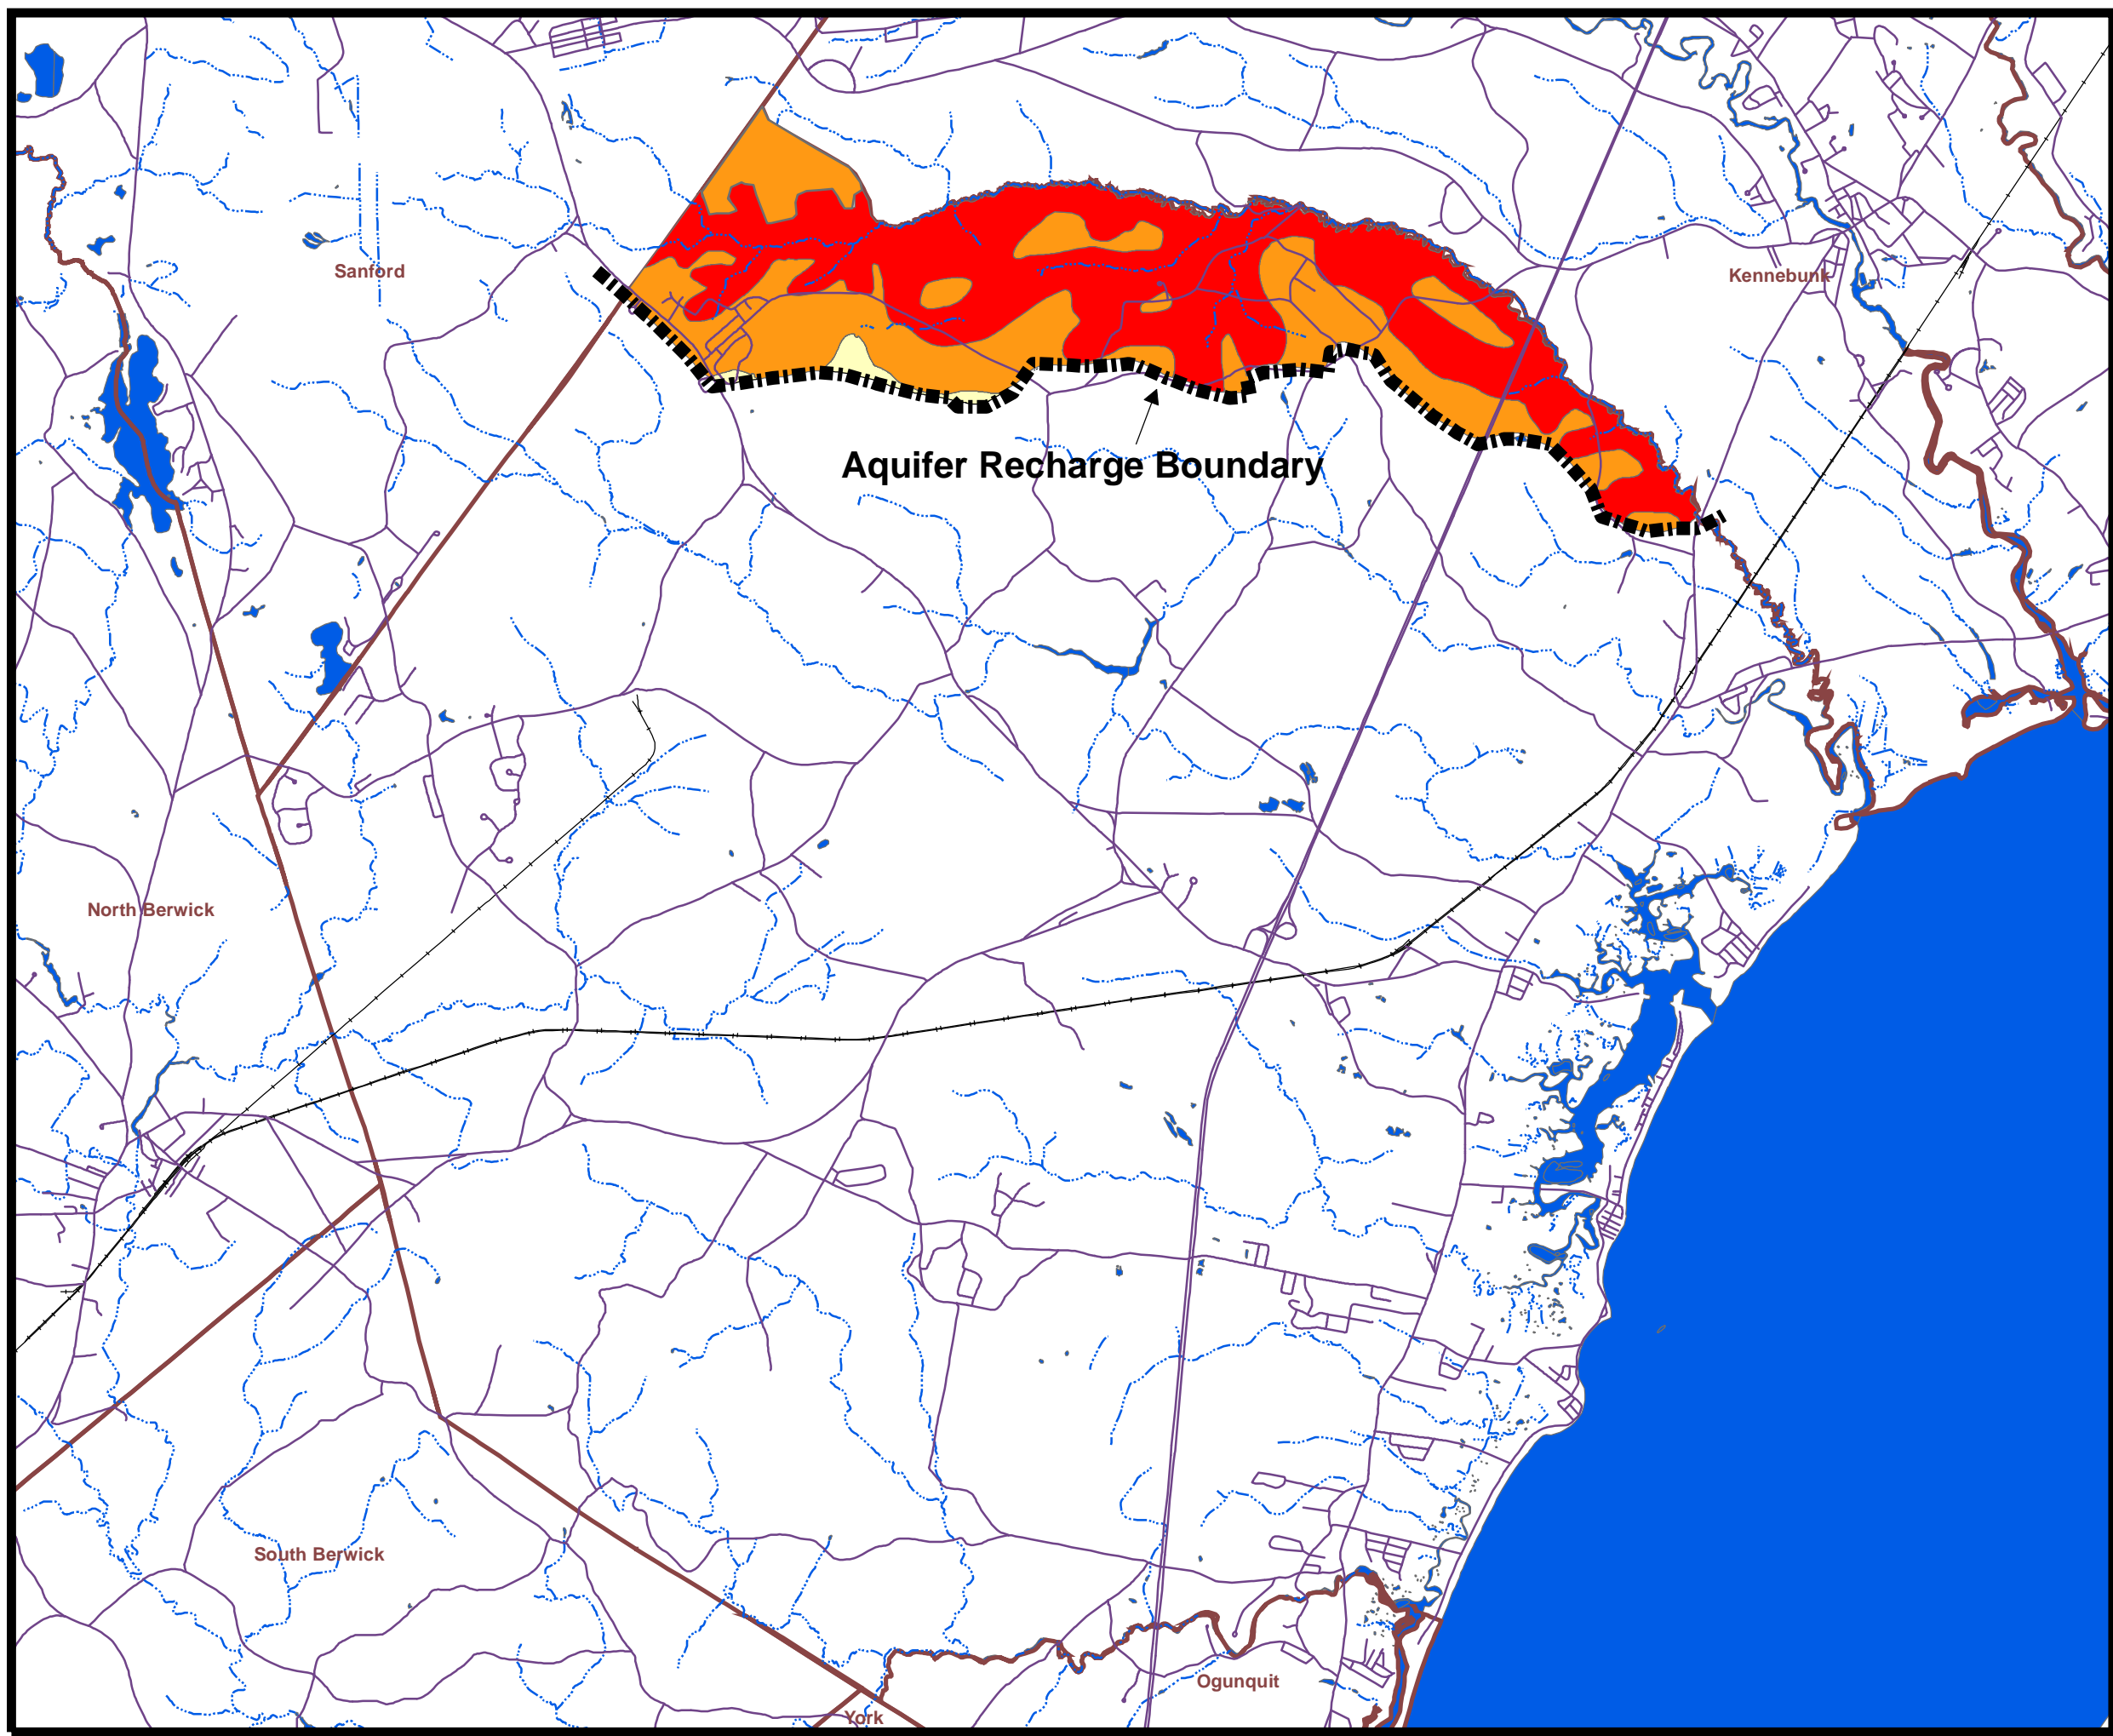 Sanford
Kennebunk
Aquifer Recharge Boundary
North Berwick
South Berwick
Ogunquit
York